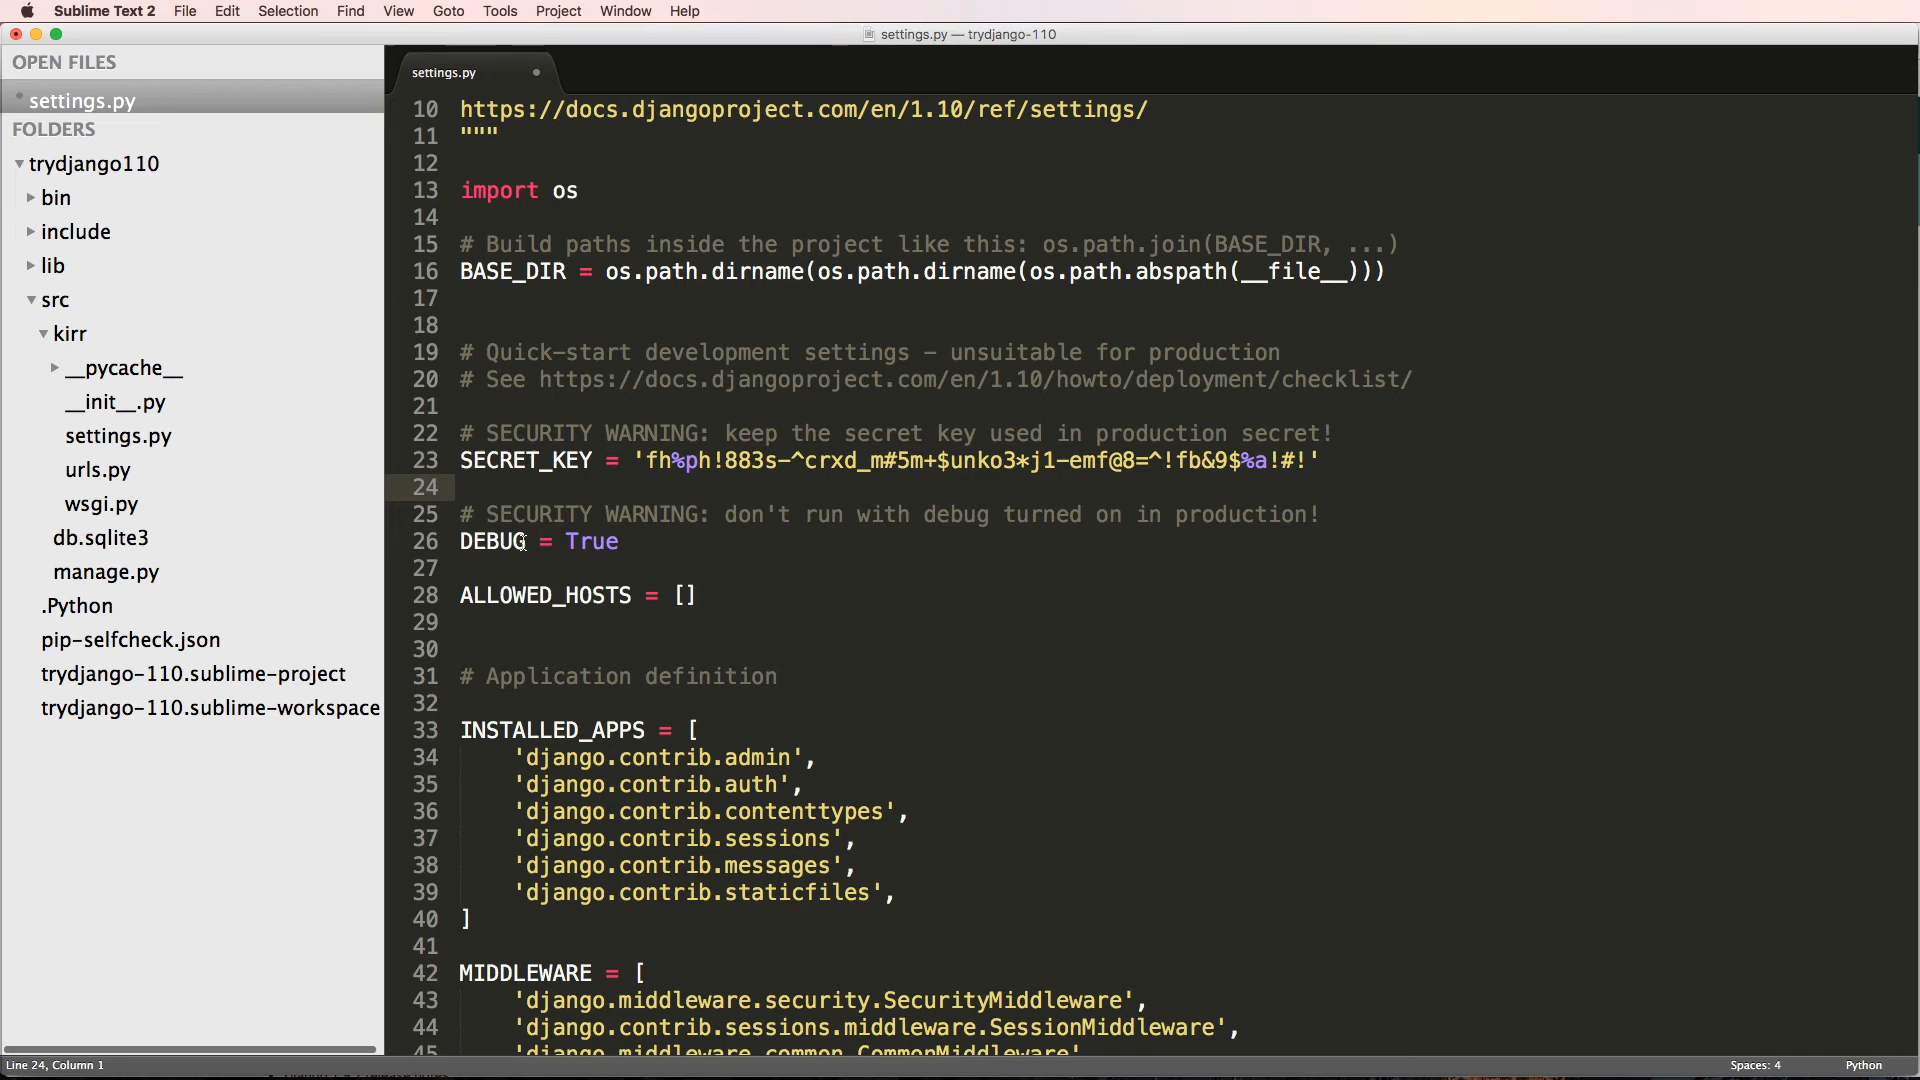 Sublime Text 2 File Edit Selection Find View Goto Tools Project Window Help
settings.py — trydjango-110
OPEN FILES
settings.py
FOLDERS
trydjango110
bin
include
lib
src
kirr
__pycache__
__init__.py
settings.py
urls.py
wsgi.py
db.sqlite3
manage.py
.Python
pip-selfcheck.json
trydjango-110.sublime-project
trydjango-110.sublime-workspace
settings.py
10 https://docs.djangoproject.com/en/1.10/ref/settings/
11 """
12
13 import os
14
15 # Build paths inside the project like this: os.path.join(BASE_DIR, ...)
16 BASE_DIR = os.path.dirname(os.path.dirname(os.path.abspath(__file__)))
17
18
19 # Quick-start development settings - unsuitable for production
20 # See https://docs.djangoproject.com/en/1.10/howto/deployment/checklist/
21
22 # SECURITY WARNING: keep the secret key used in production secret!
23 SECRET_KEY = 'fh%ph!883s-^crxd_m#5m+$unko3*j1-emf@8=^!fb&9$%a!#!'
24
25 # SECURITY WARNING: don't run with debug turned on in production!
26 DEBUG = True
27
28 ALLOWED_HOSTS = []
29
30
31 # Application definition
32
33 INSTALLED_APPS = [
34 'django.contrib.admin',
35 'django.contrib.auth',
36 'django.contrib.contenttypes',
37 'django.contrib.sessions',
38 'django.contrib.messages',
39 'django.contrib.staticfiles',
40 ]
41
42 MIDDLEWARE = [
43 'django.middleware.security.SecurityMiddleware',
44 'django.contrib.sessions.middleware.SessionMiddleware',
45 'django.middleware.common.CommonMiddleware'
Line 24, Column 1
Spaces: 4 Python